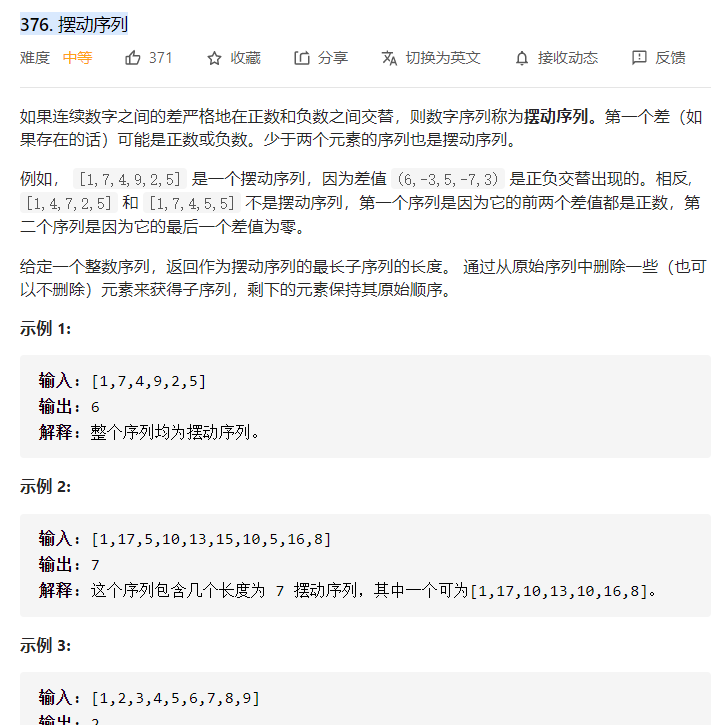 376. 摆动序列
难度 中等 371 收藏 分享 切换为英文 接收动态 反馈
如果连续数字之间的差严格地在正数和负数之间交替，则数字序列称为摆动序列。第一个差（如
果存在的话）可能是正数或负数。少于两个元素的序列也是摆动序列。
例如， [1,7,4,9,2,5] 是一个摆动序列，因为差值 (6,-3,5,-7,3) 是正负交替出现的。相反,
[1,4,7,2,5] 和 [1,7,4,5,5] 不是摆动序列，第一个序列是因为它的前两个差值都是正数，第
二个序列是因为它的最后一个差值为零。
给定一个整数序列，返回作为摆动序列的最长子序列的长度。 通过从原始序列中删除一些（也可
以不删除）元素来获得子序列，剩下的元素保持其原始顺序。
示例 1:
输入: [1,7,4,9,2,5]
输出: 6
解释: 整个序列均为摆动序列。
示例 2:
输入: [1,17,5,10,13,15,10,5,16,8]
输出: 7
解释: 这个序列包含几个长度为 7 摆动序列，其中一个可为[1,17,10,13,10,16,8]。
示例 3:
输入: [1,2,3,4,5,6,7,8,9]
输出: 2